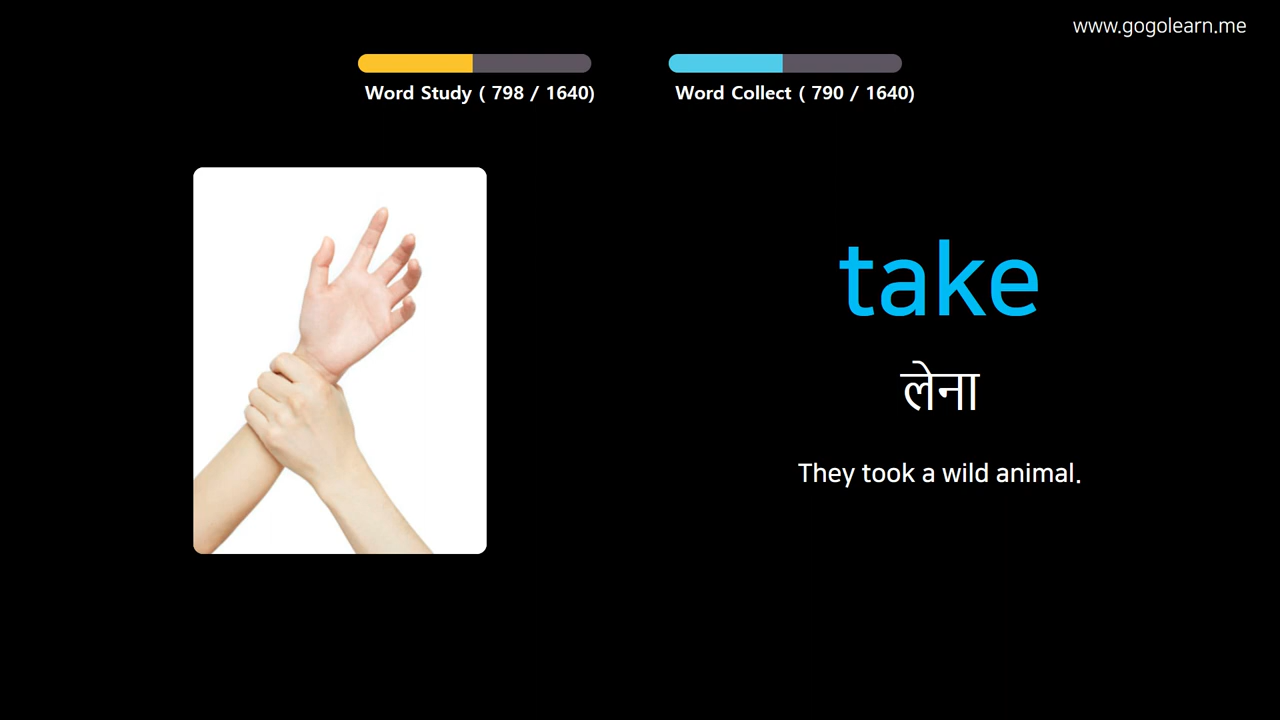 www.gogolearn.me
Word Study ( 798 / 1640)
Word Collect ( 790 / 1640)
take
लेना
They took a wild animal.